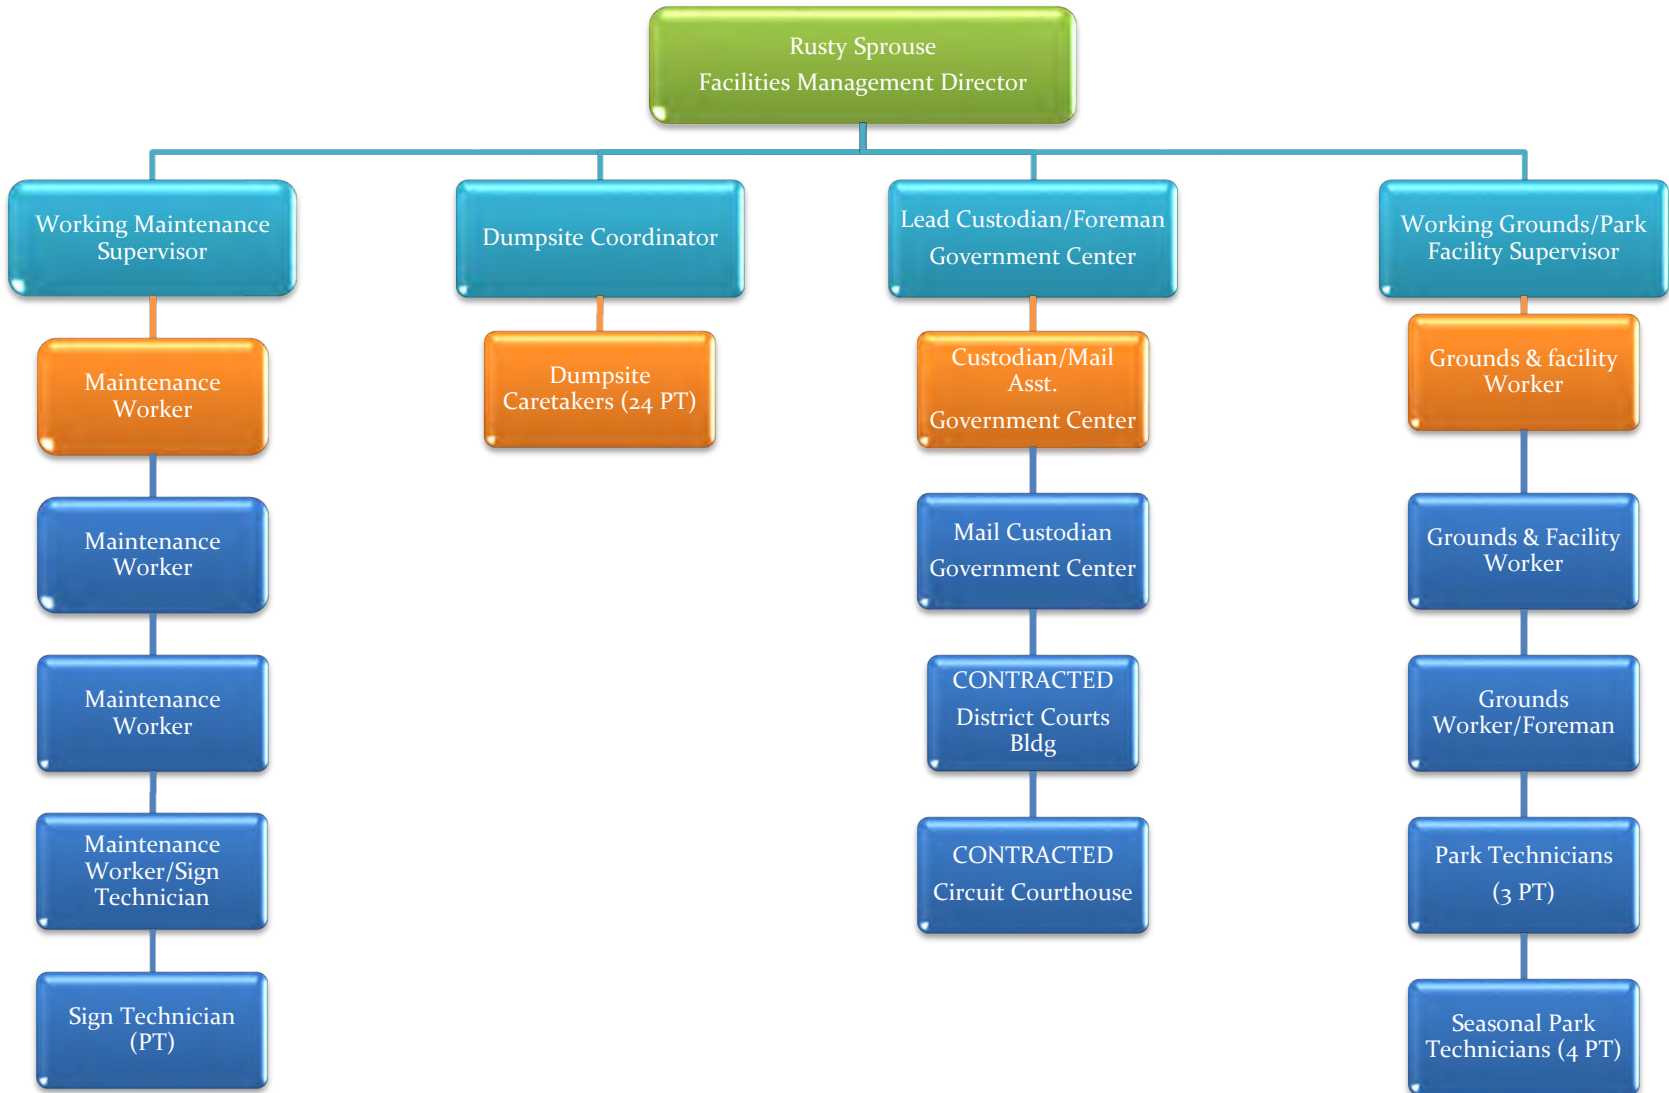 Rusty Sprouse
Facilities Management Director
Working Maintenance
Supervisor
Dumpsite Coordinator
Lead Custodian/Foreman
Government Center
Working Grounds/Park
Facility Supervisor
Maintenance
Worker
Dumpsite
Caretakers (24 PT)
Custodian/Mail
Asst.
Government Center
Grounds & facility
Worker
Maintenance
Worker
Mail Custodian
Government Center
Grounds & Facility
Worker
Maintenance
Worker
CONTRACTED
District Courts
Bldg
Grounds
Worker/Foreman
Maintenance
Worker/Sign
Technician
CONTRACTED
Circuit Courthouse
Park Technicians
(3 PT)
Sign Technician
(PT)
Seasonal Park
Technicians (4 PT)